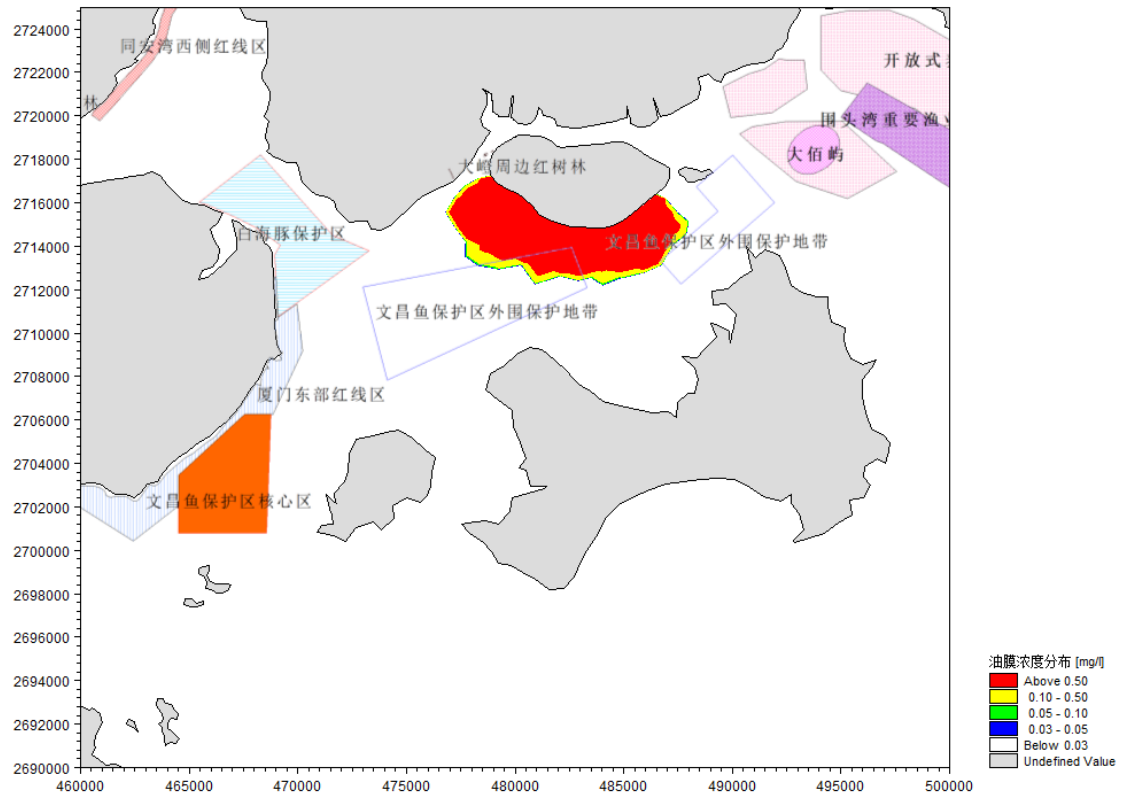 2724000
2722000
2720000
2718000
2716000
2714000
2712000
2710000
2708000
2706000
2704000
2702000
2700000
2698000
2696000
2694000
2692000
2690000
460000 465000 470000 475000 480000 485000 490000 495000 500000
同安湾西侧红线区
开放式
林
围头湾重要渔
大佰屿
大嶝周边红树林
白海豚保护区
文昌鱼保护区外围保护地带
文昌鱼保护区外围保护地带
厦门东部红线区
文昌鱼保护区核心区
油膜浓度分布 [mg/l]
Above 0.50
0.10 - 0.50
0.05 - 0.10
0.03 - 0.05
Below 0.03
Undefined Value